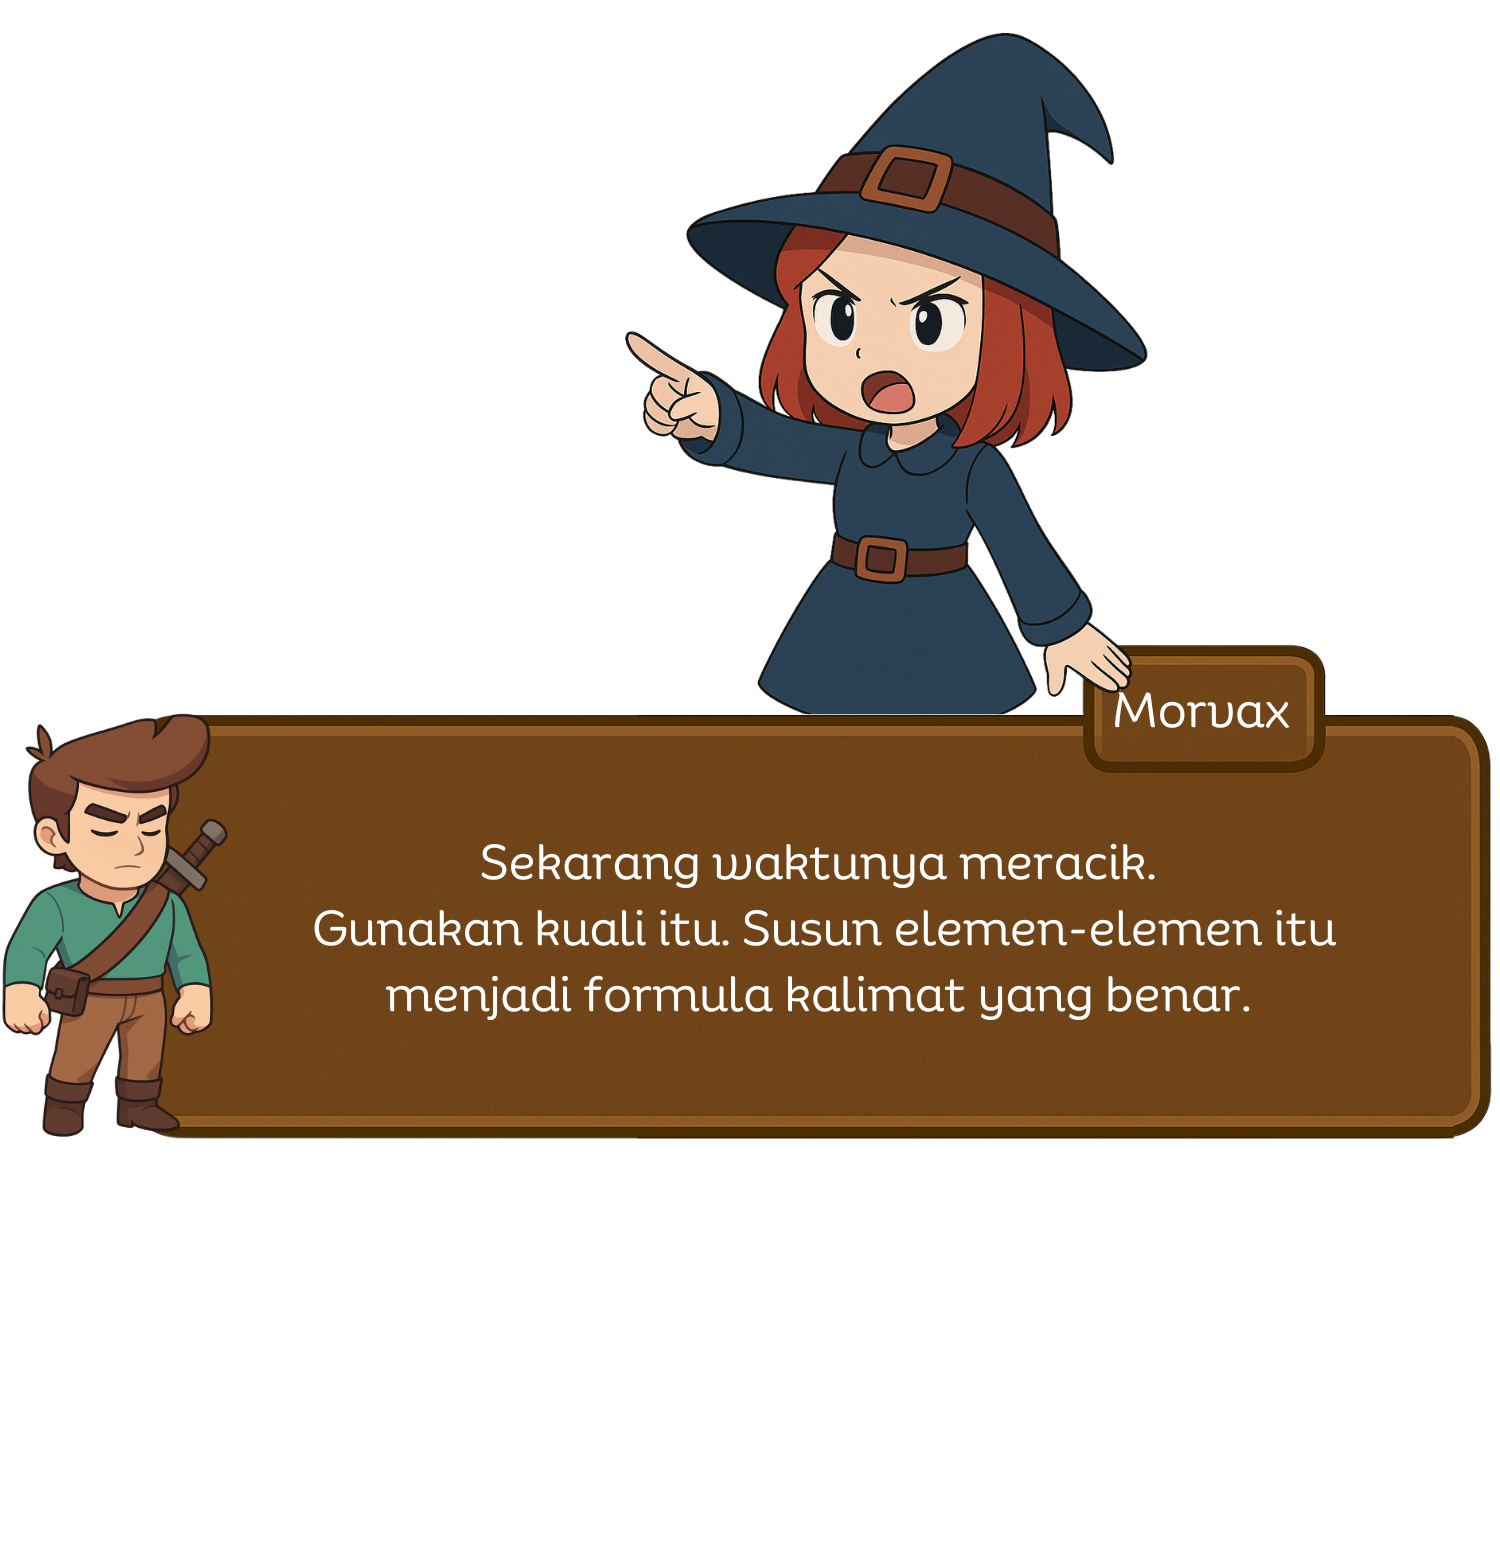 Morvax
Sekarang waktunya meracik.
Gunakan kuali itu. Susun elemen-elemen itu
menjadi formula kalimat yang benar.